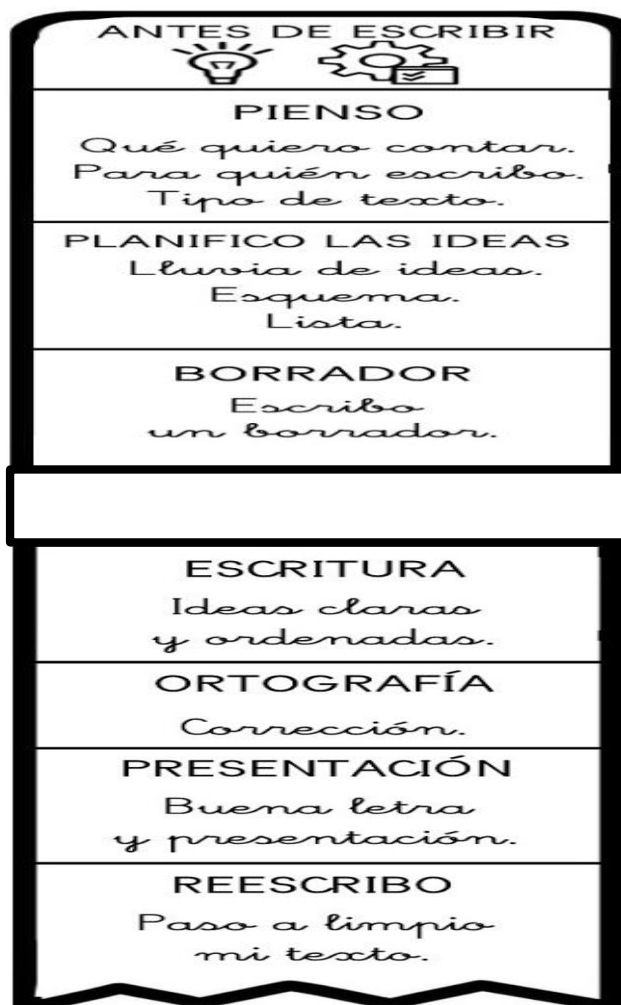 ANTES DE ESCRIBIR
PIENSO
Qué quiero contar.
Para quién escribo.
Tipo de texto.
PLANIFICO LAS IDEAS
Lluvia de ideas.
Esquema.
Lista.
BORRADOR
Escribo
un borrador.
ESCRITURA
Ideas claras
y ordenadas.
ORTOGRAFÍA
Corrección.
PRESENTACIÓN
Buena letra
y presentación.
REESCRIBO
Paso a limpio
mi texto.